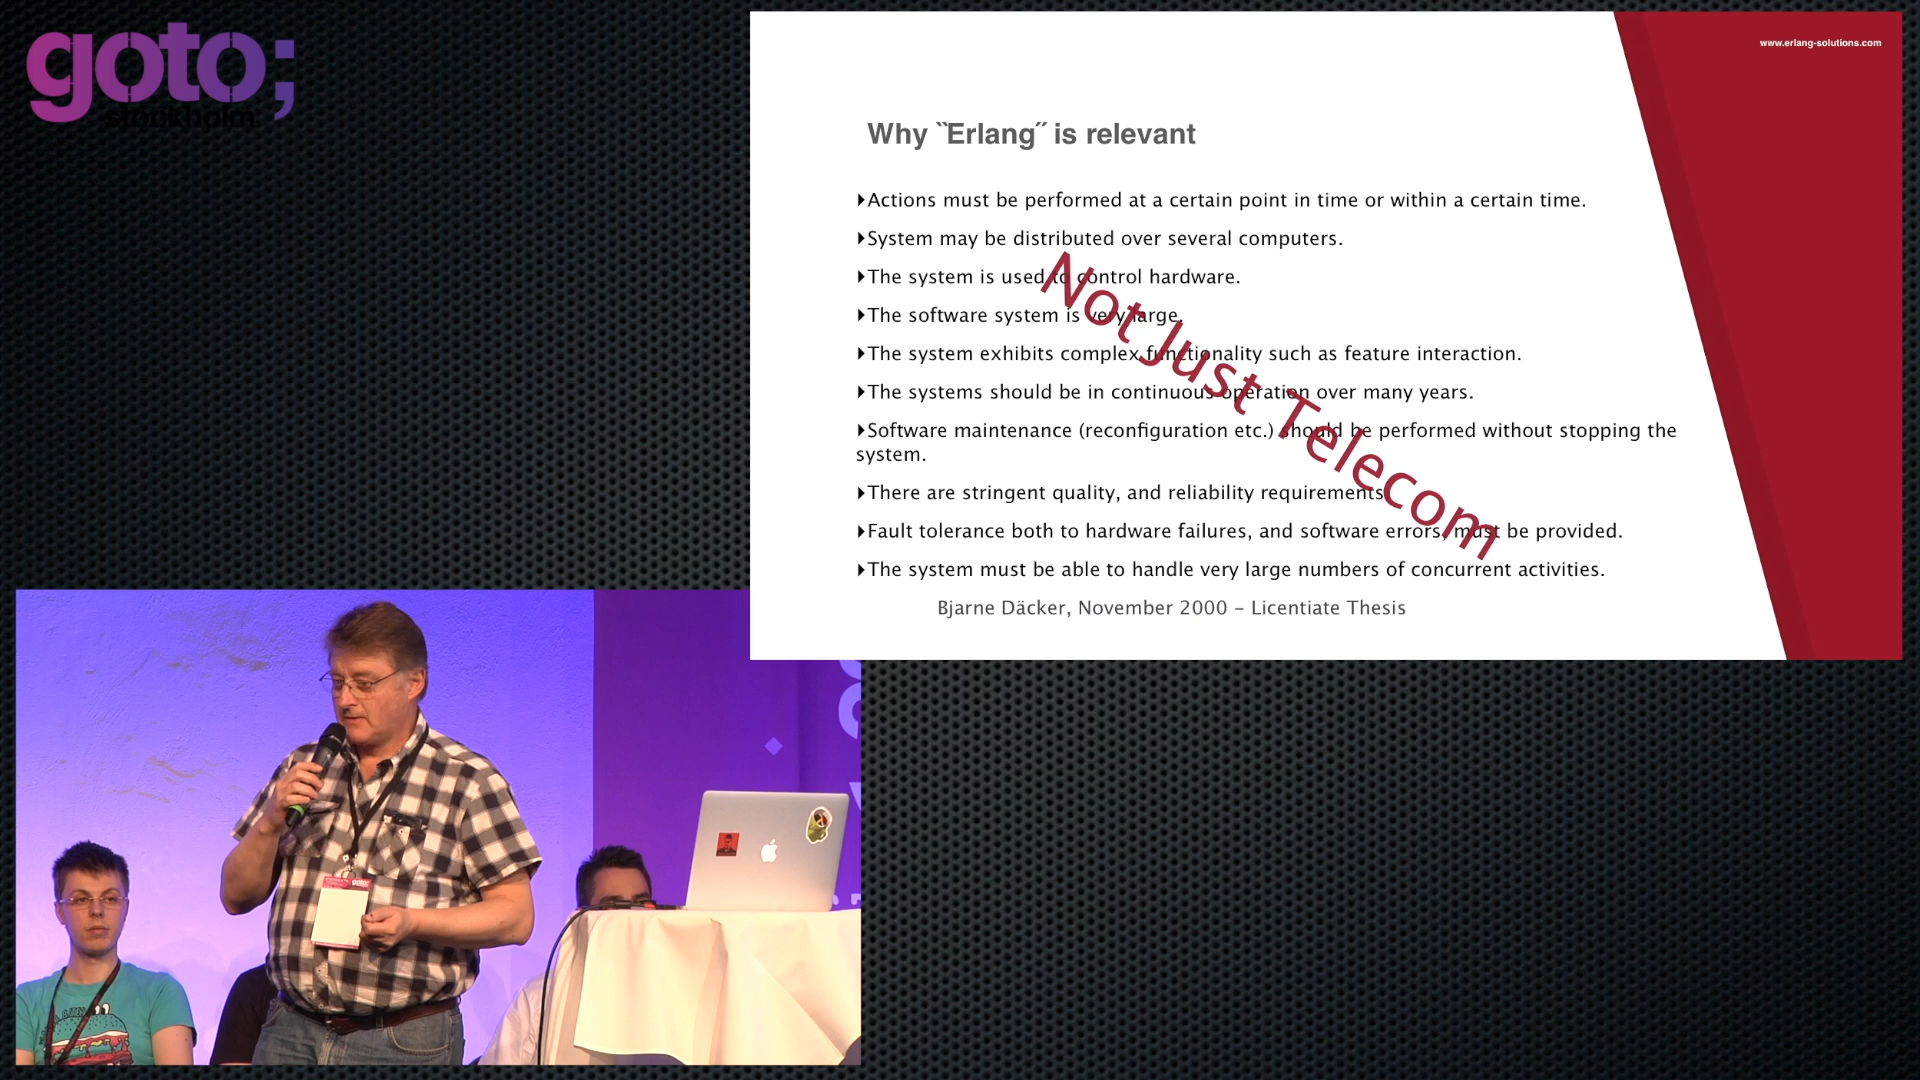 goto;
stockholm
www.erlang-solutions.com
Why ˝Erlang˝ is relevant
Actions must be performed at a certain point in time or within a certain time.
System may be distributed over several computers.
The system is used to control hardware.
The software system is very large.
The system exhibits complex functionality such as feature interaction.
The systems should be in continuous operation over many years.
Software maintenance (reconfiguration etc.) should be performed without stopping the
system.
There are stringent quality, and reliability requirements.
Fault tolerance both to hardware failures, and software errors, must be provided.
The system must be able to handle very large numbers of concurrent activities.
Bjarne Däcker, November 2000 – Licentiate Thesis
Not Just Telecom